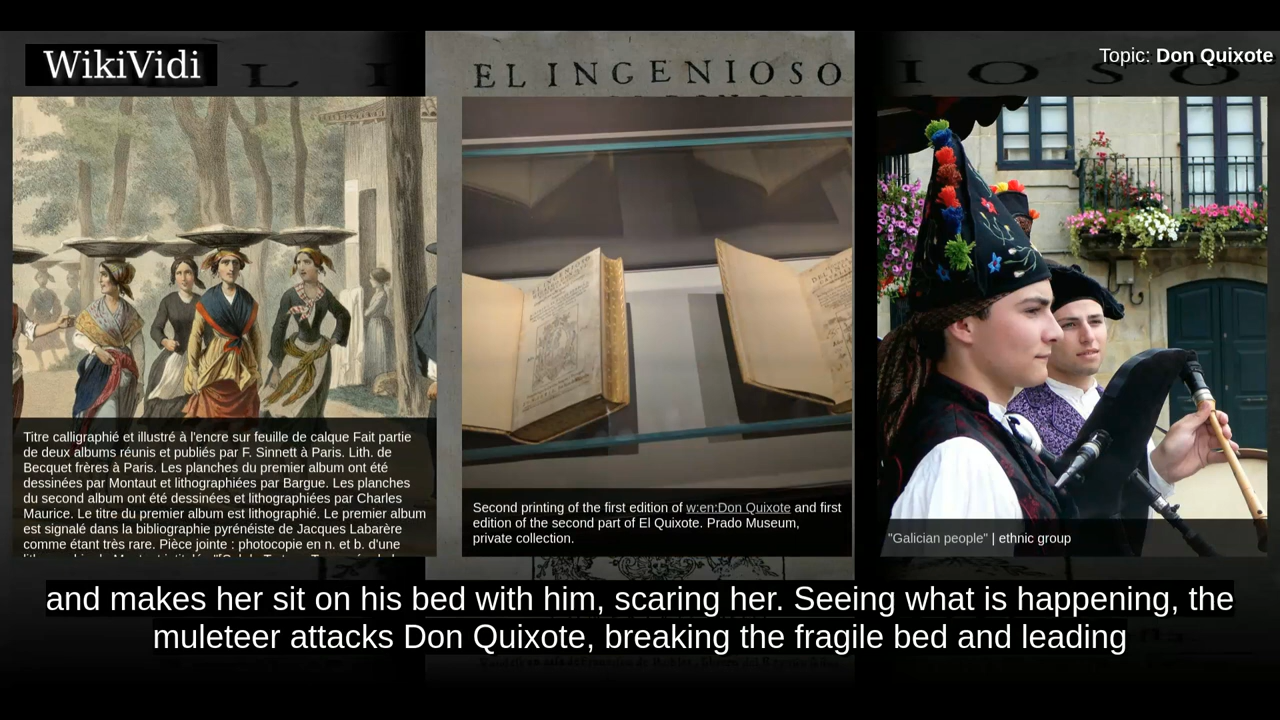 WikiVidi
Topic: Don Quixote
EL INGENIOSO
Titre calligraphié et illustré à l'encre sur feuille de calque Fait partie
de deux albums réunis et publiés par F. Sinnett à Paris. Lith. de
Becquet frères à Paris. Les planches du premier album ont été
dessinées par Montaut et lithographiées par Bargue. Les planches
du second album ont été dessinées et lithographiées par Charles
Maurice. Le titre du premier album est lithographié. Le premier album
est signalé dans la bibliographie pyrénéiste de Jacques Labarère
comme étant très rare. Pièce jointe : photocopie en n. et b. d'une
Second printing of the first edition of w:en:Don Quixote and first
edition of the second part of El Quixote. Prado Museum,
private collection.
"Galician people" | ethnic group
and makes her sit on his bed with him, scaring her. Seeing what is happening, the
muleteer attacks Don Quixote, breaking the fragile bed and leading